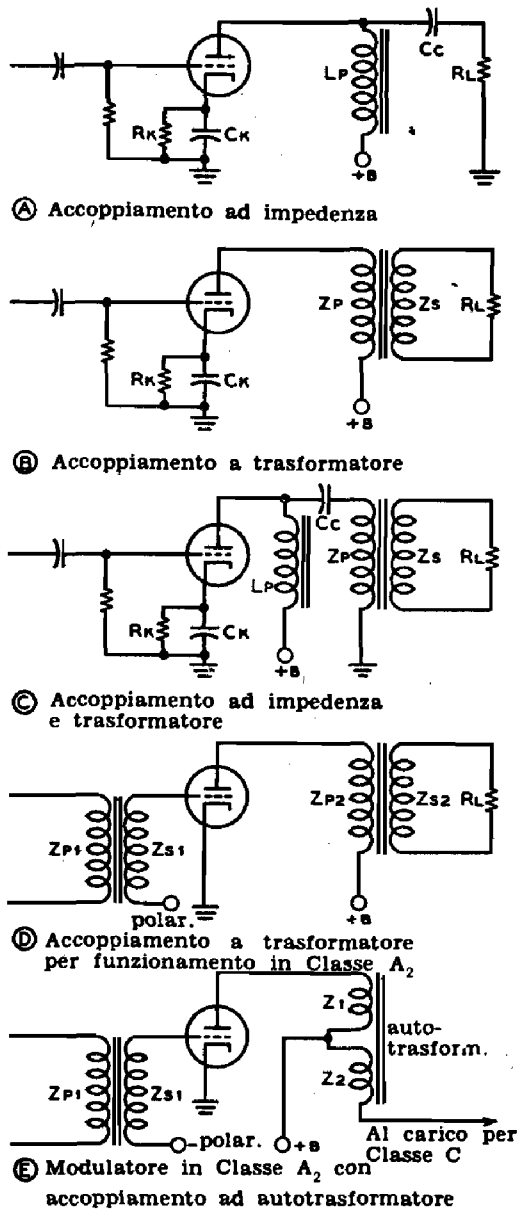 Cc
LP
RL
RK
CK
+B
Ⓐ Accoppiamento ad impedenza
ZP
ZS
RL
RK
CK
+B
Ⓑ Accoppiamento a trasformatore
Cc
LP
ZP
ZS
RL
RK
CK
+B
Ⓒ Accoppiamento ad impedenza
e trasformatore
ZP1
ZS1
ZP2
ZS2
RL
polar.
+B
Ⓓ Accoppiamento a trasformatore
per funzionamento in Classe A₂
Z1
auto-
trasform.
Z2
ZP1
ZS1
-polar.
+B
Al carico per
Classe C
Ⓔ Modulatore in Classe A₂ con
accoppiamento ad autotrasformatore